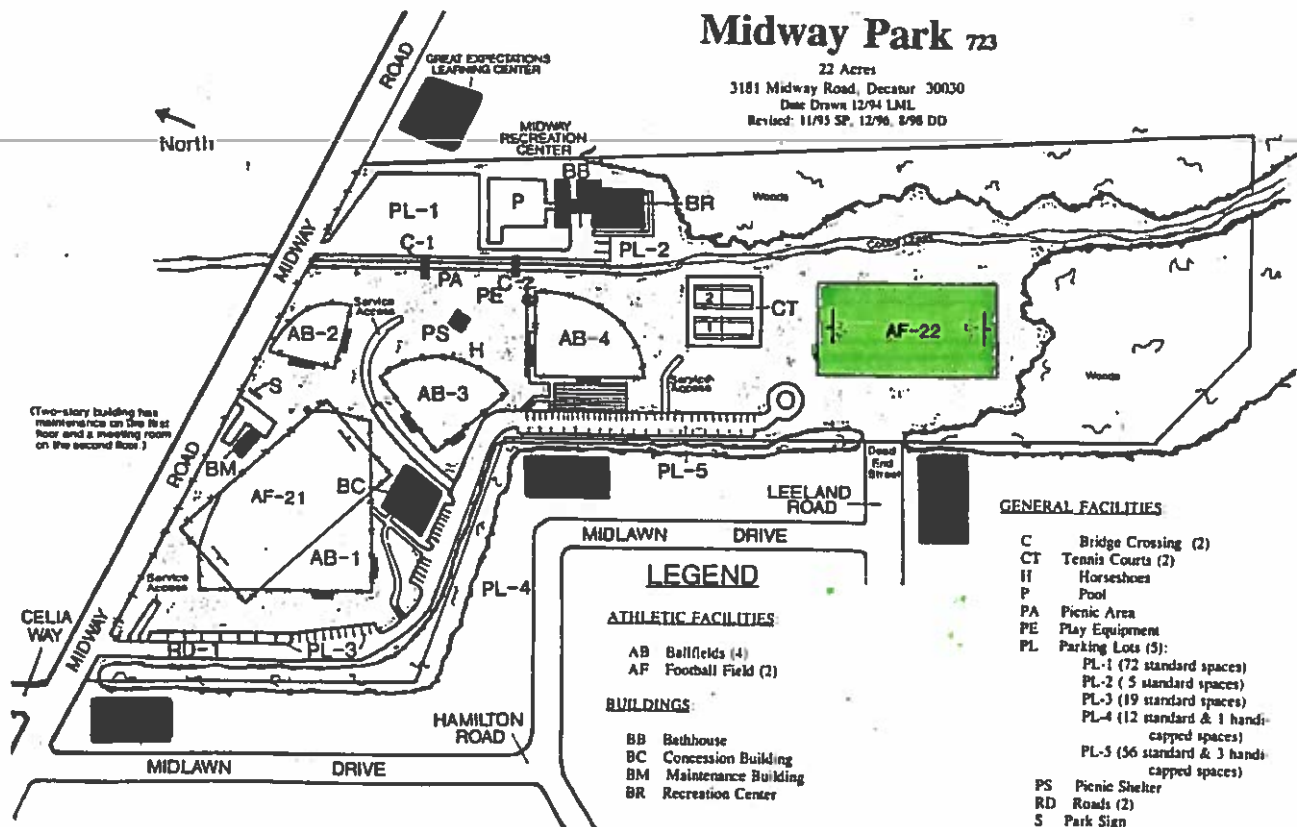 Midway Park 723
22 Acres
3181 Midway Road, Decatur 30030
Date Drawn 12/94 LML
Revised: 11/95 SP, 12/96, 8/98 DD
North
ROAD
GREAT EXPECTATIONS
LEARNING CENTER
MIDWAY
RECREATION
CENTER
BB
P
BR
Woods
PL-1
C-1
PL-2
MIDWAY
PA
C-2
PE
Service
Access
AB-2
PS
H
AB-4
2
1
CT
AF-22
S
AB-3
Service
Access
Woods
(Two-story building has
maintenance on the first
floor and a meeting room
on the second floor.)
ROAD
BM
AF-21
BC
PL-5
Dead
End
Street
LEELAND
ROAD
MIDLAWN DRIVE
AB-1
PL-4
Service
Access
CELIA
WAY
MIDWAY
RD-1
PL-3
HAMILTON
ROAD
MIDLAWN DRIVE
LEGEND
ATHLETIC FACILITIES
AB Ballfields (4)
AF Football Field (2)
BUILDINGS
BB Bathhouse
BC Concession Building
BM Maintenance Building
BR Recreation Center
GENERAL FACILITIES
C Bridge Crossing (2)
CT Tennis Courts (2)
H Horseshoes
P Pool
PA Picnic Area
PE Play Equipment
PL Parking Lots (5):
PL-1 (72 standard spaces)
PL-2 ( 5 standard spaces)
PL-3 (19 standard spaces)
PL-4 (12 standard & 1 handi-
capped spaces)
PL-5 (56 standard & 3 handi-
capped spaces)
PS Picnic Shelter
RD Roads (2)
S Park Sign